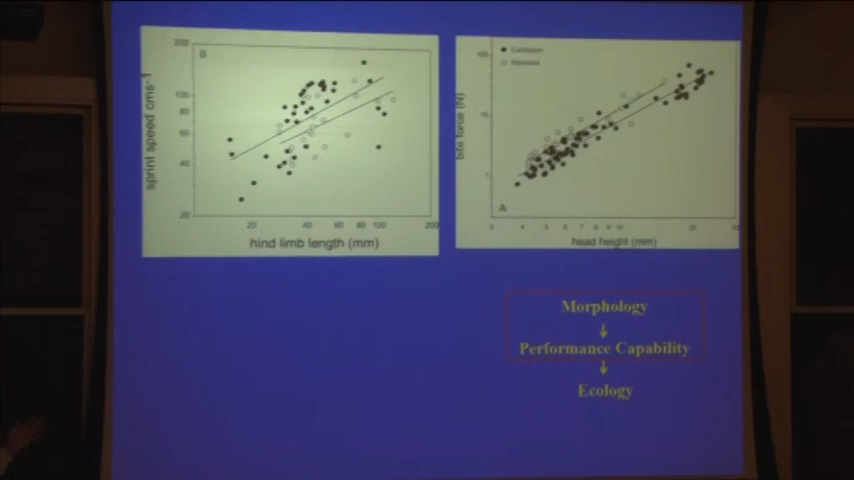 200
B
100
80
60
40
20
20
40
60
80
100
200
sprint speed cms-1
hind limb length (mm)
Caribbean
Mainland
100
10
1
A
3
4
5
6
7
8
9
10
20
30
bite force (N)
head height (mm)
Morphology
↓
Performance Capability
↓
Ecology